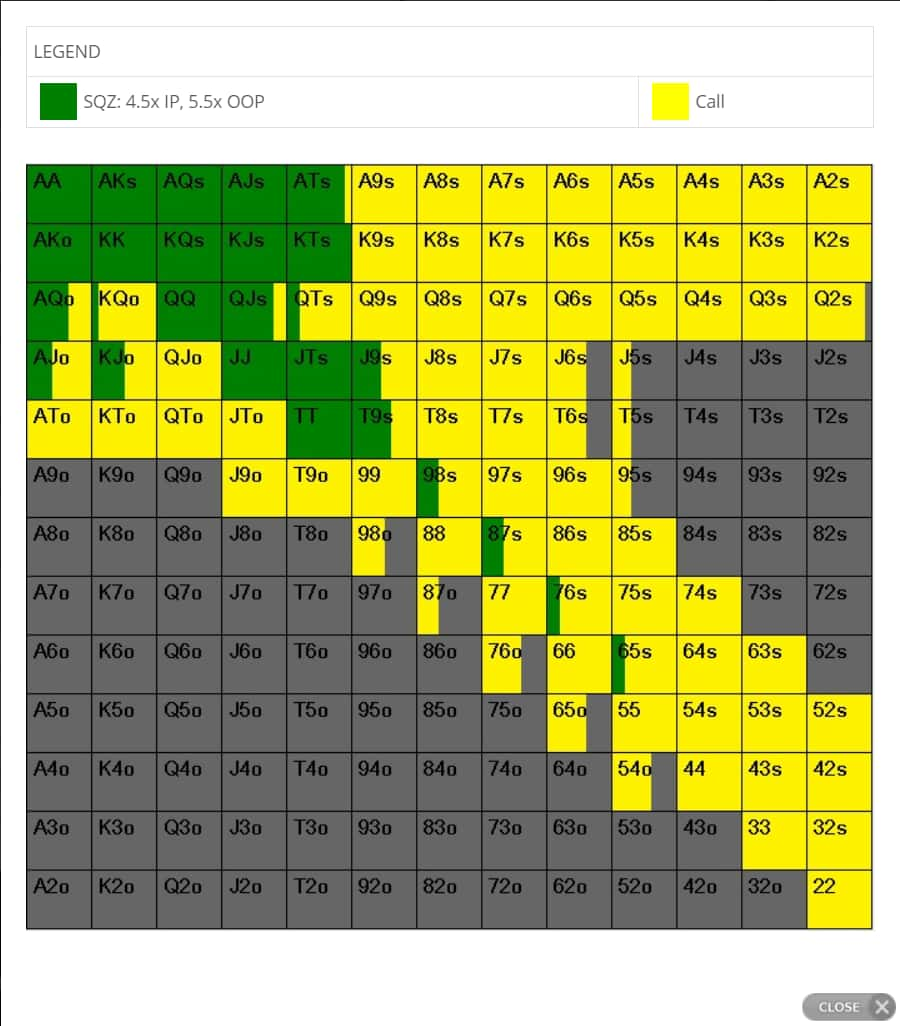 LEGEND
SQZ: 4.5x IP, 5.5x OOP Call
AA AKs AQs AJs ATs A9s A8s A7s A6s A5s A4s A3s A2s
AKo KK KQs KJs KTs K9s K8s K7s K6s K5s K4s K3s K2s
AQo KQo QQ QJs QTs Q9s Q8s Q7s Q6s Q5s Q4s Q3s Q2s
AJo KJo QJo JJ JTs J9s J8s J7s J6s J5s J4s J3s J2s
ATo KTo QTo JTo TT T9s T8s T7s T6s T5s T4s T3s T2s
A9o K9o Q9o J9o T9o 99 98s 97s 96s 95s 94s 93s 92s
A8o K8o Q8o J8o T8o 98o 88 87s 86s 85s 84s 83s 82s
A7o K7o Q7o J7o T7o 97o 87o 77 76s 75s 74s 73s 72s
A6o K6o Q6o J6o T6o 96o 86o 76o 66 65s 64s 63s 62s
A5o K5o Q5o J5o T5o 95o 85o 75o 65o 55 54s 53s 52s
A4o K4o Q4o J4o T4o 94o 84o 74o 64o 54o 44 43s 42s
A3o K3o Q3o J3o T3o 93o 83o 73o 63o 53o 43o 33 32s
A2o K2o Q2o J2o T2o 92o 82o 72o 62o 52o 42o 32o 22
CLOSE